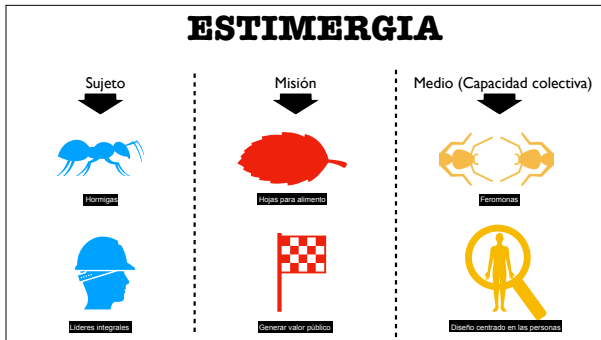 ESTIMERGIA
Sujeto
Misión
Medio (Capacidad colectiva)
Hormigas
Hojas para alimento
Feromonas
Líderes integrales
Generar valor público
Diseño centrado en las personas